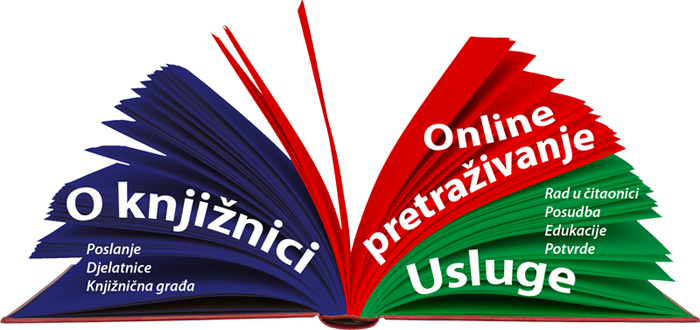 O knjižnici
Poslanje
Djelatnice
Knjižnična građa
Online
pretraživanje
Rad u čitaonici
Posudba
Edukacije
Potvrde
Usluge